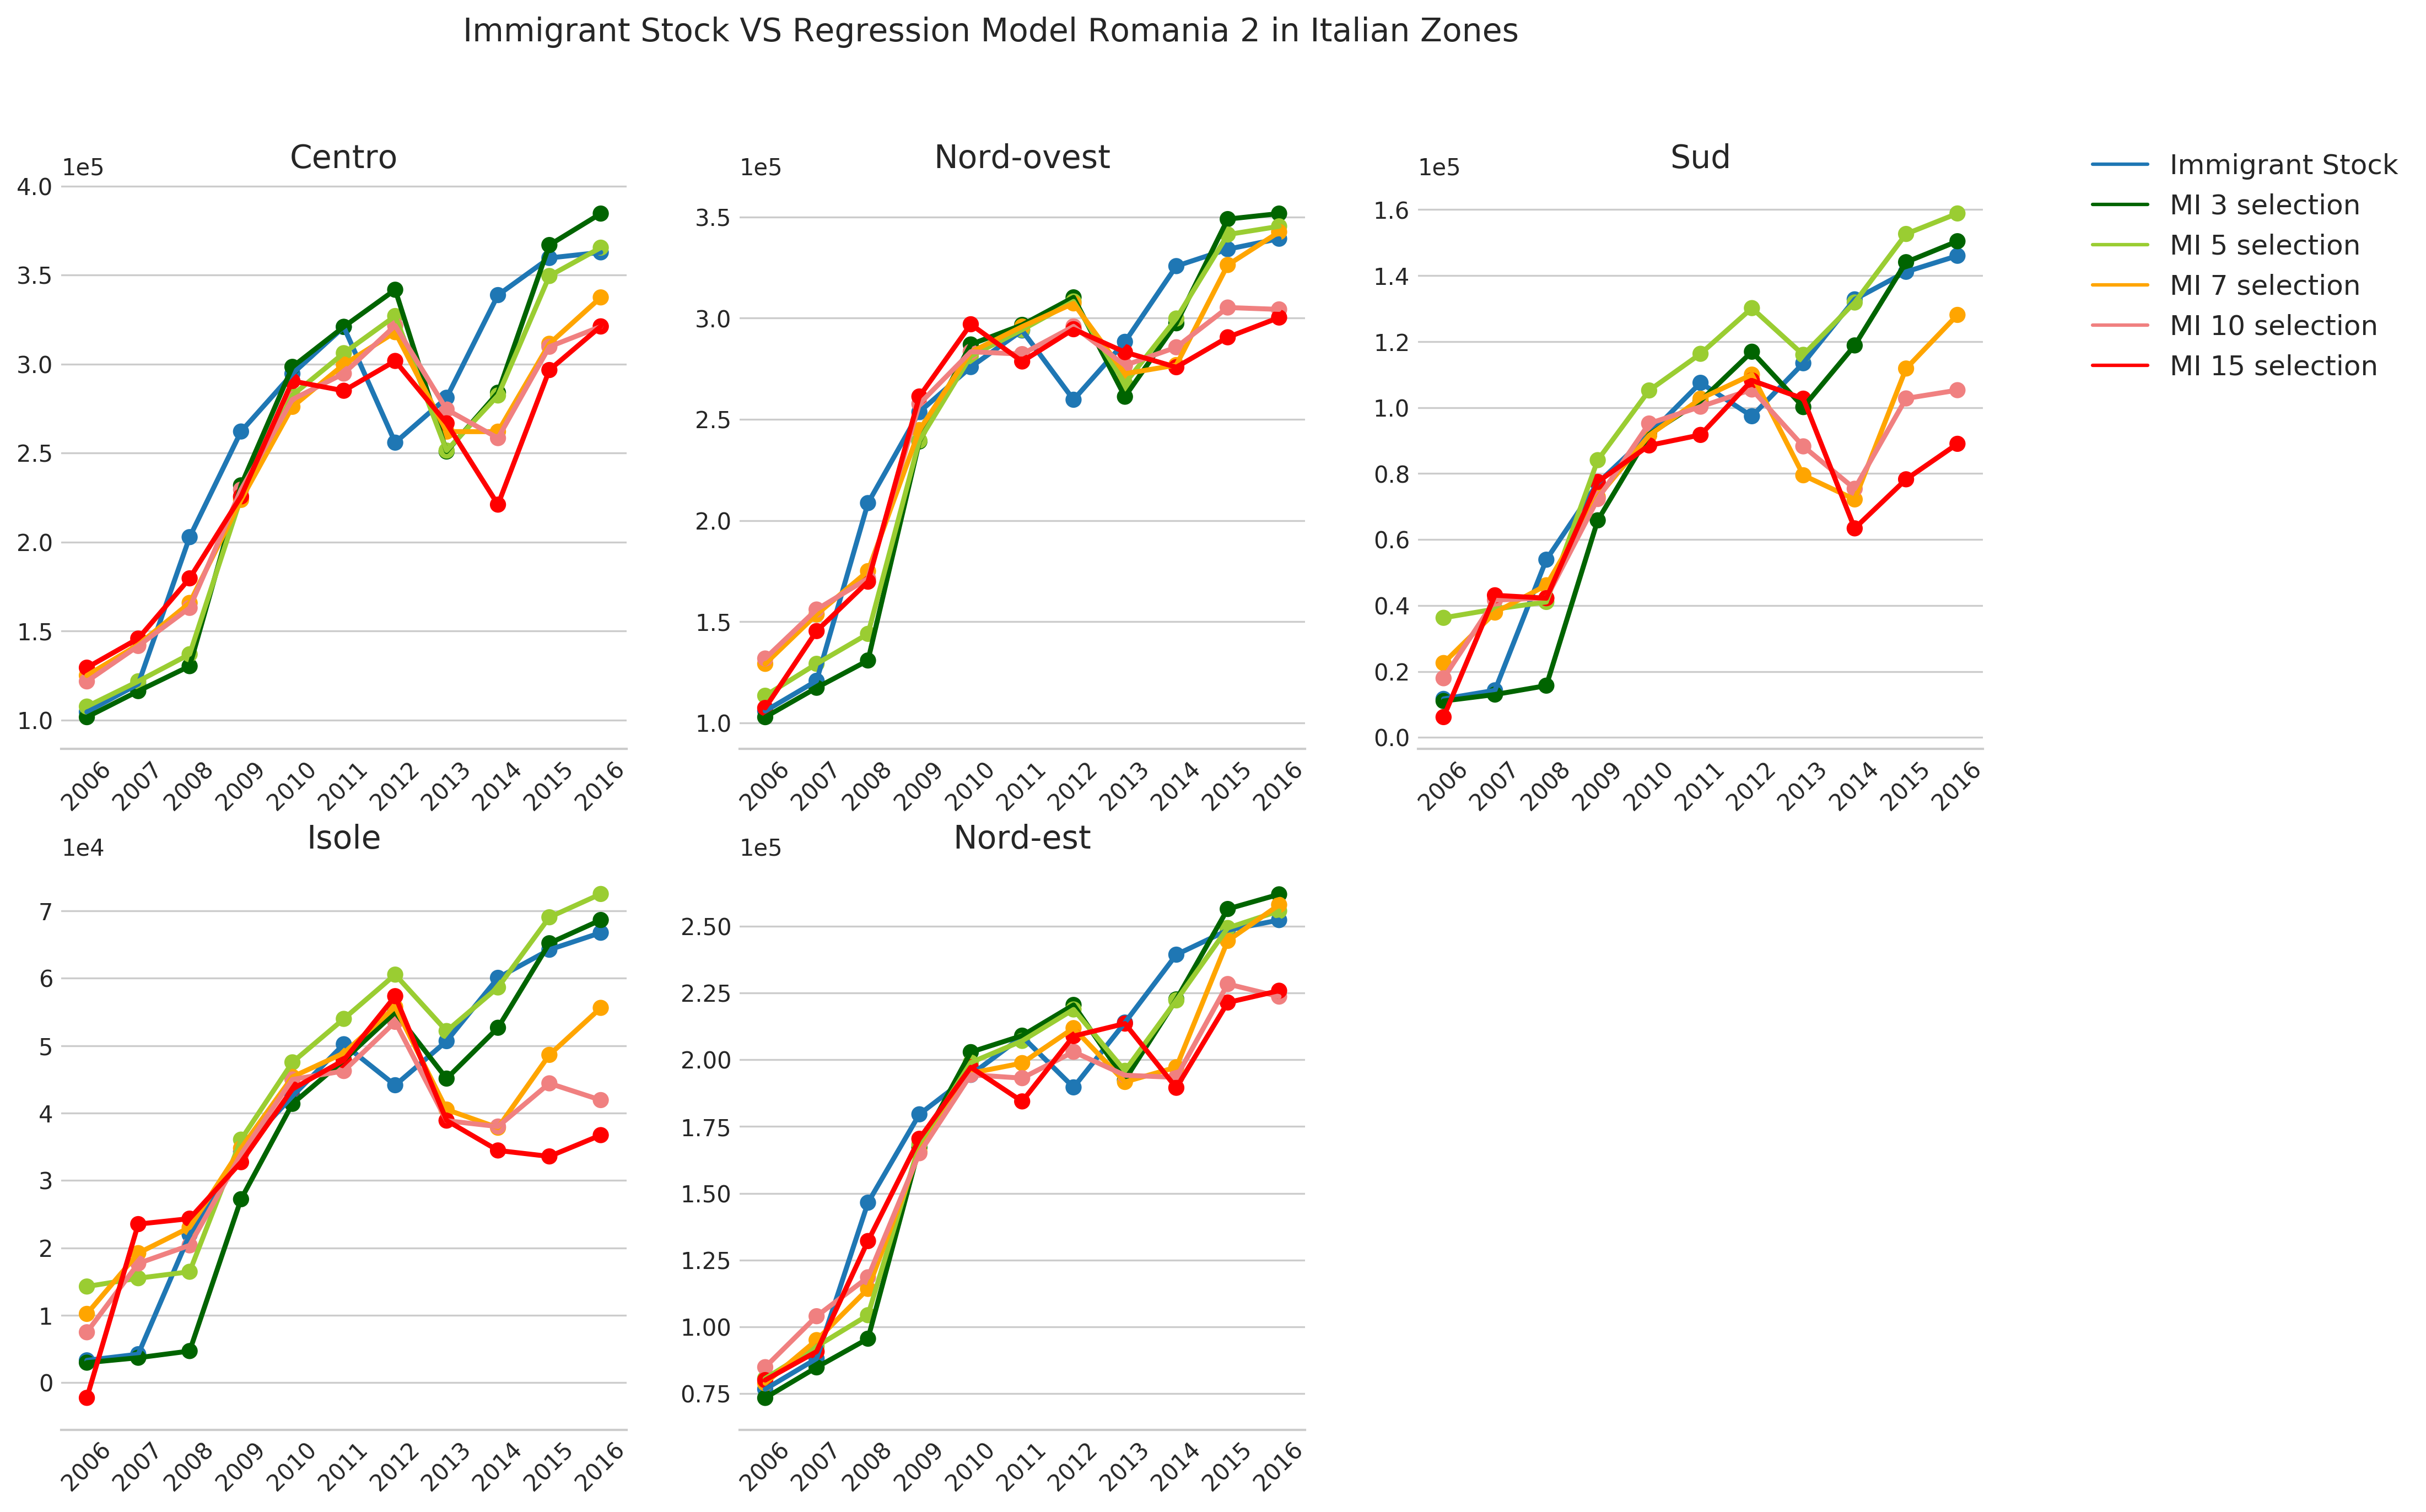 Immigrant Stock VS Regression Model Romania 2 in Italian Zones
Centro
1e5
4.0
3.5
3.0
2.5
2.0
1.5
1.0
2006 2007 2008 2009 2010 2011 2012 2013 2014 2015 2016
Nord-ovest
1e5
3.5
3.0
2.5
2.0
1.5
1.0
2006 2007 2008 2009 2010 2011 2012 2013 2014 2015 2016
Sud
1e5
1.6
1.4
1.2
1.0
0.8
0.6
0.4
0.2
0.0
2006 2007 2008 2009 2010 2011 2012 2013 2014 2015 2016
Immigrant Stock
MI 3 selection
MI 5 selection
MI 7 selection
MI 10 selection
MI 15 selection
Isole
1e4
7
6
5
4
3
2
1
0
2006 2007 2008 2009 2010 2011 2012 2013 2014 2015 2016
Nord-est
1e5
2.50
2.25
2.00
1.75
1.50
1.25
1.00
0.75
2006 2007 2008 2009 2010 2011 2012 2013 2014 2015 2016